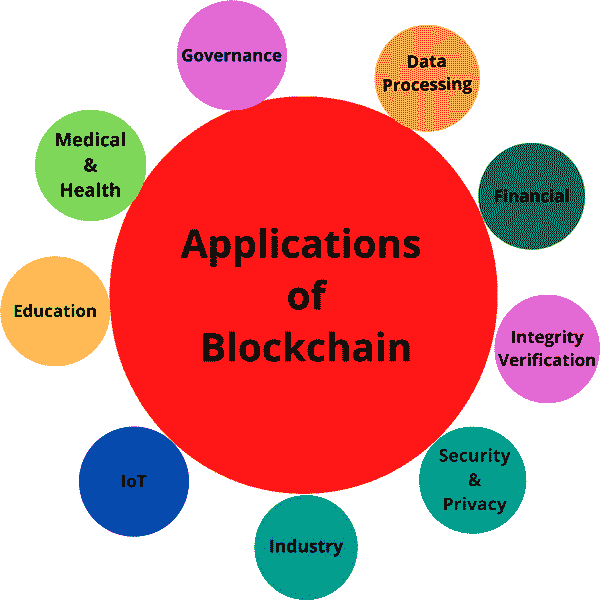 Applications
of
Blockchain
Governance
Data
Processing
Financial
Integrity
Verification
Security
&
Privacy
Industry
IoT
Education
Medical
&
Health